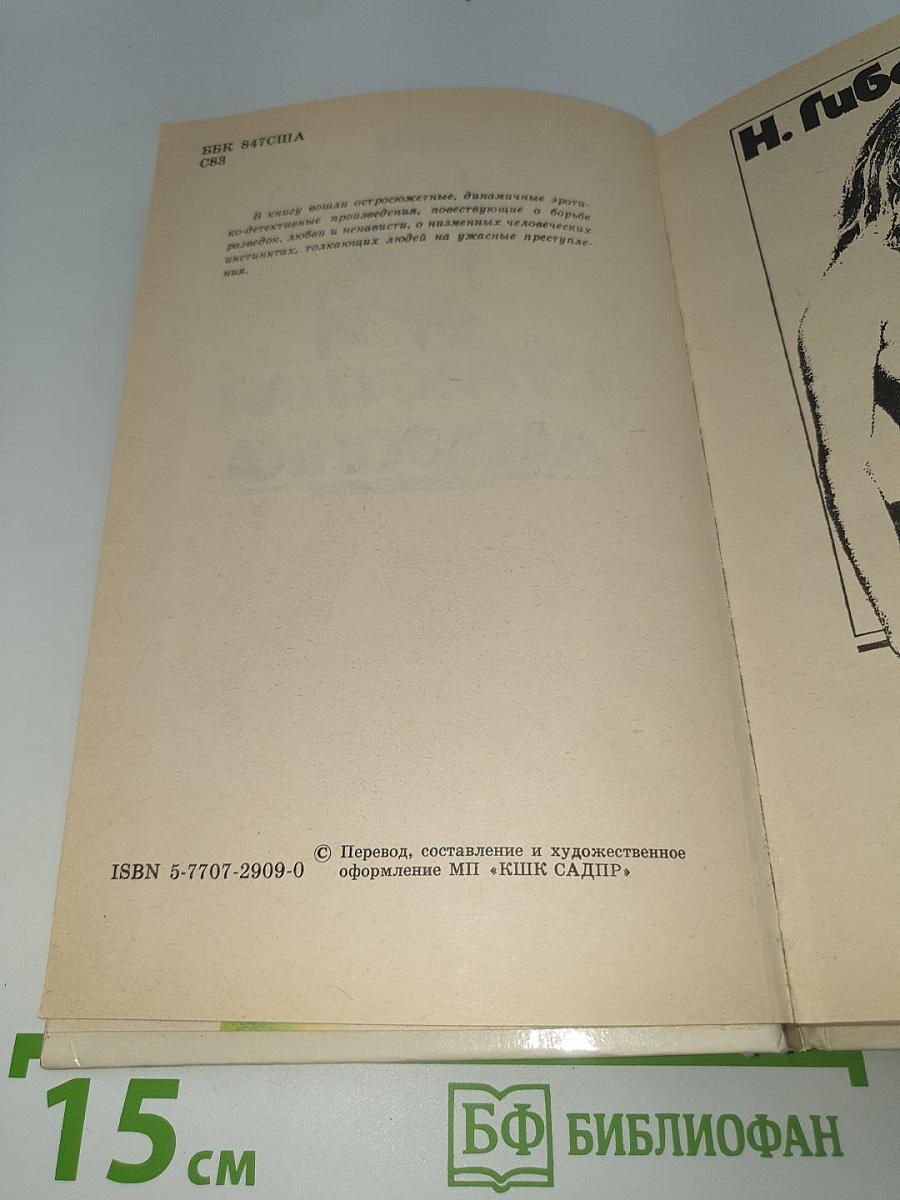 ББК 847США
С83
В книгу вошли остросюжетные, динамичные эроти-
ко-детективные произведения, повествующие о борьбе
разведок, любви и ненависти, о низменных человеческих
инстинктах, толкающих людей на ужасные преступле-
ния.
ISBN 5-7707-2909-0
© Перевод, составление и художественное
оформление МП «КШК САДПР»
Н. Гиб
15 см
БФ БИБЛИОФАН